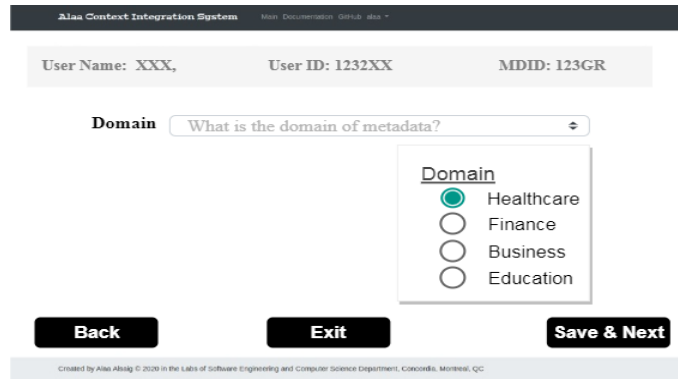 Alaa Context Integration System Main Documentation GitHub alaa
User Name: XXX, User ID: 1232XX MDID: 123GR
Domain What is the domain of metadata?
Domain
Healthcare
Finance
Business
Education
Back Exit Save & Next
Created by Alaa Alsaig © 2020 in the Labs of Software Engineering and Computer Science Department, Concordia, Montreal, QC